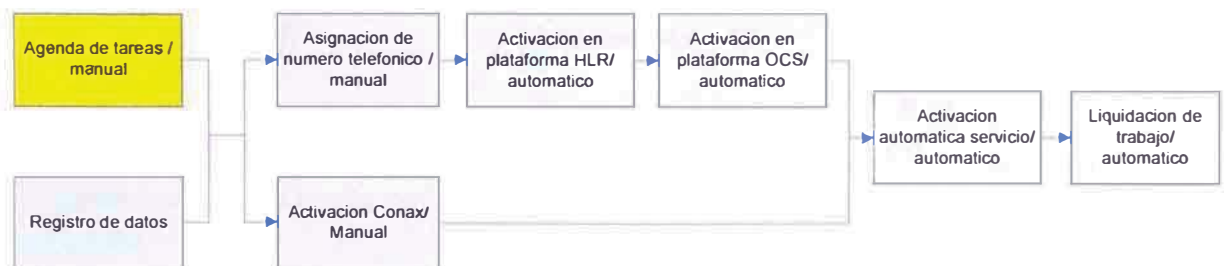 Agenda de tareas /
manual
Asignacion de
numero telefonico /
manual
Activacion en
plataforma HLR/
automatico
Activacion en
plataforma OCS/
automatico
Activacion
automatica servicio/
automatico
Liquidacion de
trabajo/
automatico
Registro de datos
Activacion Conax/
Manual